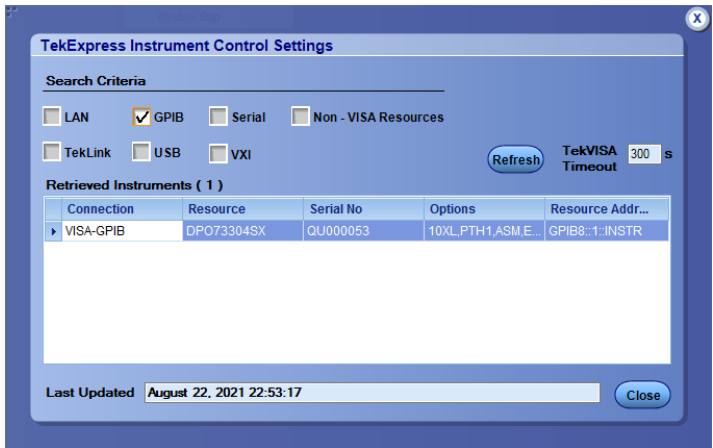 X
TekExpress Instrument Control Settings
Search Criteria
LAN GPIB Serial Non - VISA Resources
TekLink USB VXI
Refresh TekVISA Timeout 300 s
Retrieved Instruments ( 1 )
Connection Resource Serial No Options Resource Addr...
VISA-GPIB DPO73304SX QU000053 10XL,PTH1,ASM,E... GPIB8::1::INSTR
Last Updated August 22, 2021 22:53:17 Close